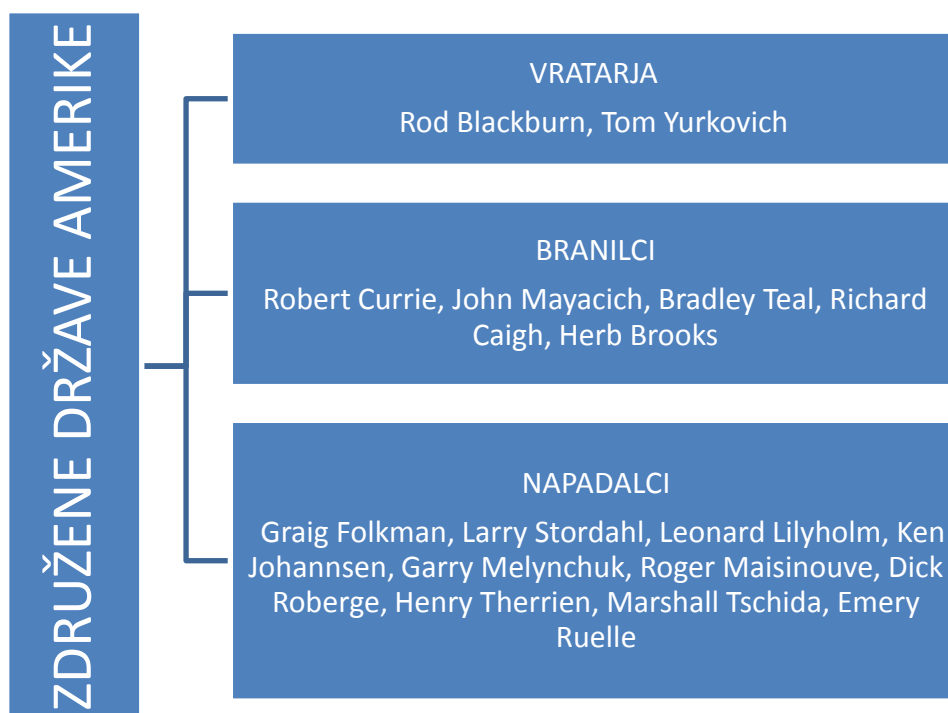 ZDRUŽENE DRŽAVE AMERIKE
VRATARJA
Rod Blackburn, Tom Yurkovich
BRANILCI
Robert Currie, John Mayacich, Bradley Teal, Richard
Caigh, Herb Brooks
NAPADALCI
Graig Folkman, Larry Stordahl, Leonard Lilyholm, Ken
Johannsen, Garry Melynchuk, Roger Maisinouve, Dick
Roberge, Henry Therrien, Marshall Tschida, Emery
Ruelle